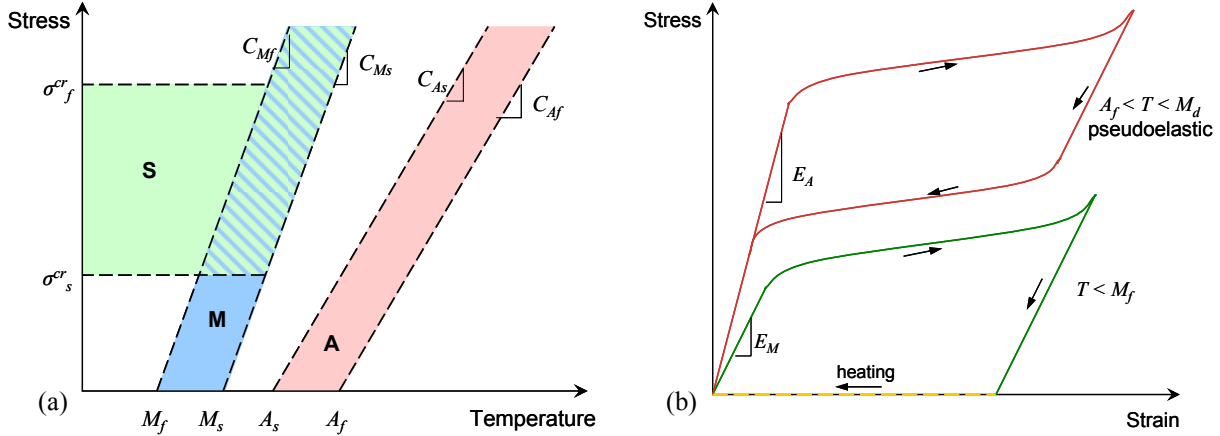 Stress
C_Mf
C_Ms
C_As
C_Af
σ^cr_f
S
σ^cr_s
M
A
(a)
M_f
M_s
A_s
A_f
Temperature
Stress
A_f < T < M_d
pseudoelastic
E_A
T < M_f
E_M
heating
(b)
Strain